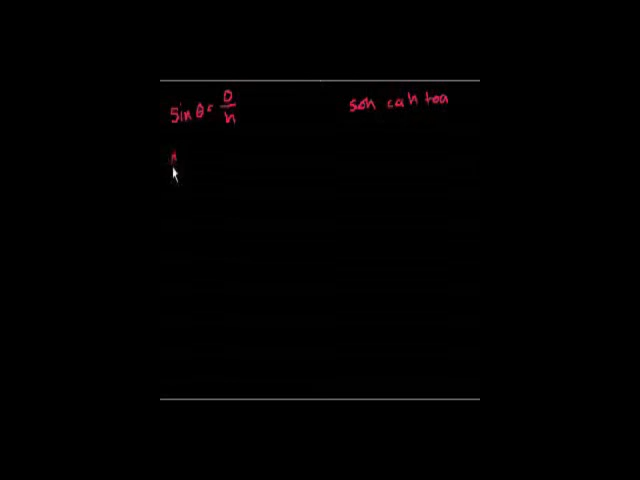 sin θ = o/h
soh cah toa